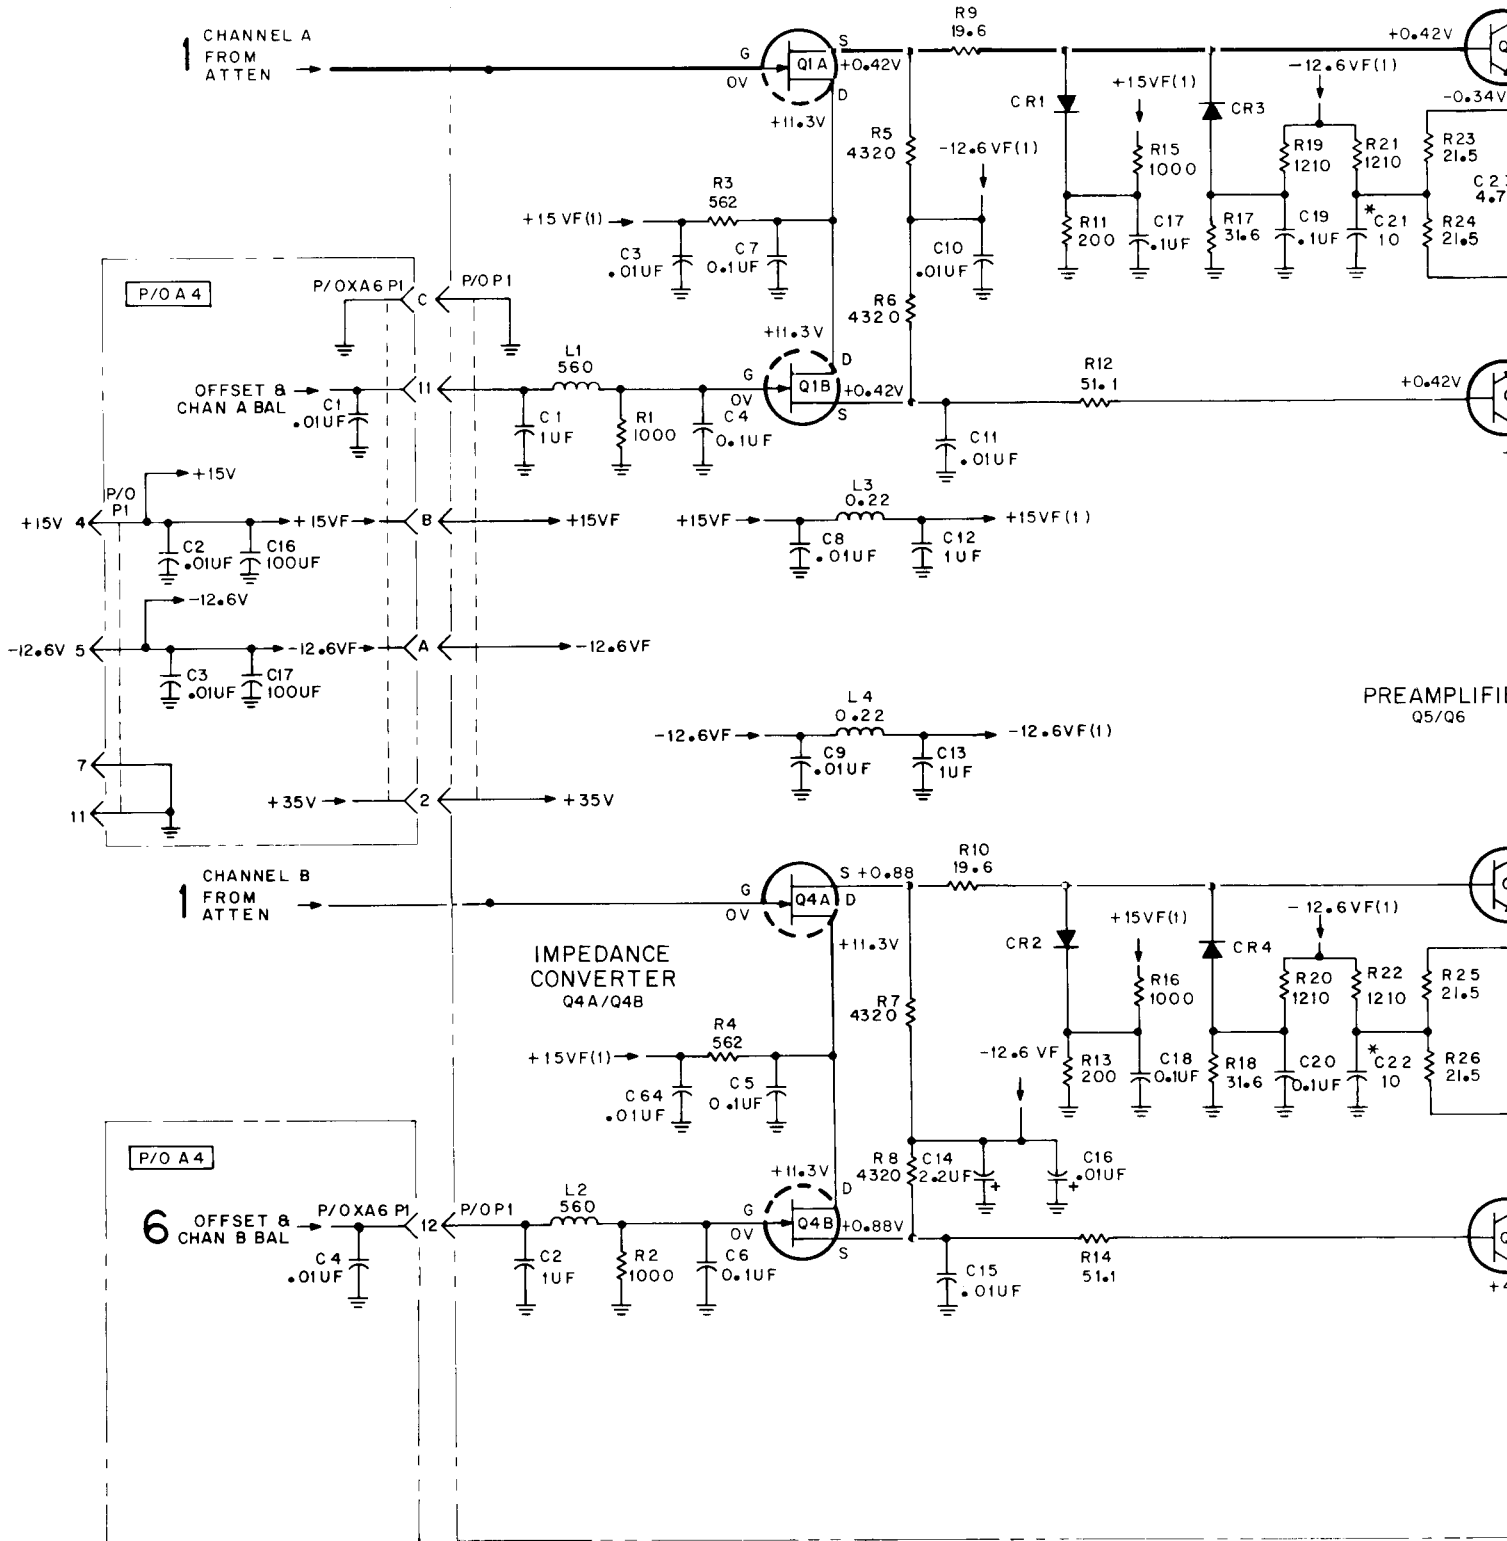 1 CHANNEL A
FROM
ATTEN
G
OV
Q1A
S
+0.42V
D
+11.3V
R9
19.6
+0.42V
Q
-0.34V
CR1
+15VF(1)
CR3
-12.6VF(1)
R5
4320
-12.6VF(1)
R15
1000
R19
1210
R21
1210
R23
21.5
C2
4.7
R3
562
+15VF(1)
C3
.01UF
C7
0.1UF
C10
.01UF
R11
200
C17
.1UF
R17
31.6
C19
.1UF
*
C21
10
R24
21.5
P/O A4
P/OXA6 P1
C
P/OP1
R6
4320
+11.3V
L1
560
OFFSET &
CHAN A BAL
11
G
OV
Q1B
D
+0.42V
S
R12
51.1
+0.42V
C1
.01UF
C1
1UF
R1
1000
C4
0.1UF
C11
.01UF
+15V
P/O
P1
L3
0.22
+15V 4
+15VF
B
+15VF
+15VF
+15VF(1)
C2
.01UF
C16
100UF
C8
.01UF
C12
1UF
-12.6V
-12.6V 5
-12.6VF
A
-12.6VF
C3
.01UF
C17
100UF
PREAMPLIFIE
Q5/Q6
L4
0.22
-12.6VF
-12.6VF(1)
C9
.01UF
C13
1UF
7
+35V
2
+35V
11
1 CHANNEL B
FROM
ATTEN
G
OV
Q4A
S +0.88
D
+11.3V
R10
19.6
IMPEDANCE
CONVERTER
Q4A/Q4B
CR2
+15VF(1)
CR4
-12.6VF(1)
R7
4320
R16
1000
R20
1210
R22
1210
R25
21.5
R4
562
+15VF(1)
-12.6 VF
C64
.01UF
C5
0.1UF
R13
200
C18
0.1UF
R18
31.6
C20
0.1UF
*
C22
10
R26
21.5
P/O A4
R8
4320
C14
2.2UF
+
C16
.01UF
+
+11.3V
L2
560
6 OFFSET &
CHAN B BAL
P/OXA6 P1
12
P/OP1
G
OV
Q4B
D
+0.88V
S
R14
51.1
Q
+4
C4
.01UF
C2
1UF
R2
1000
C6
0.1UF
C15
.01UF